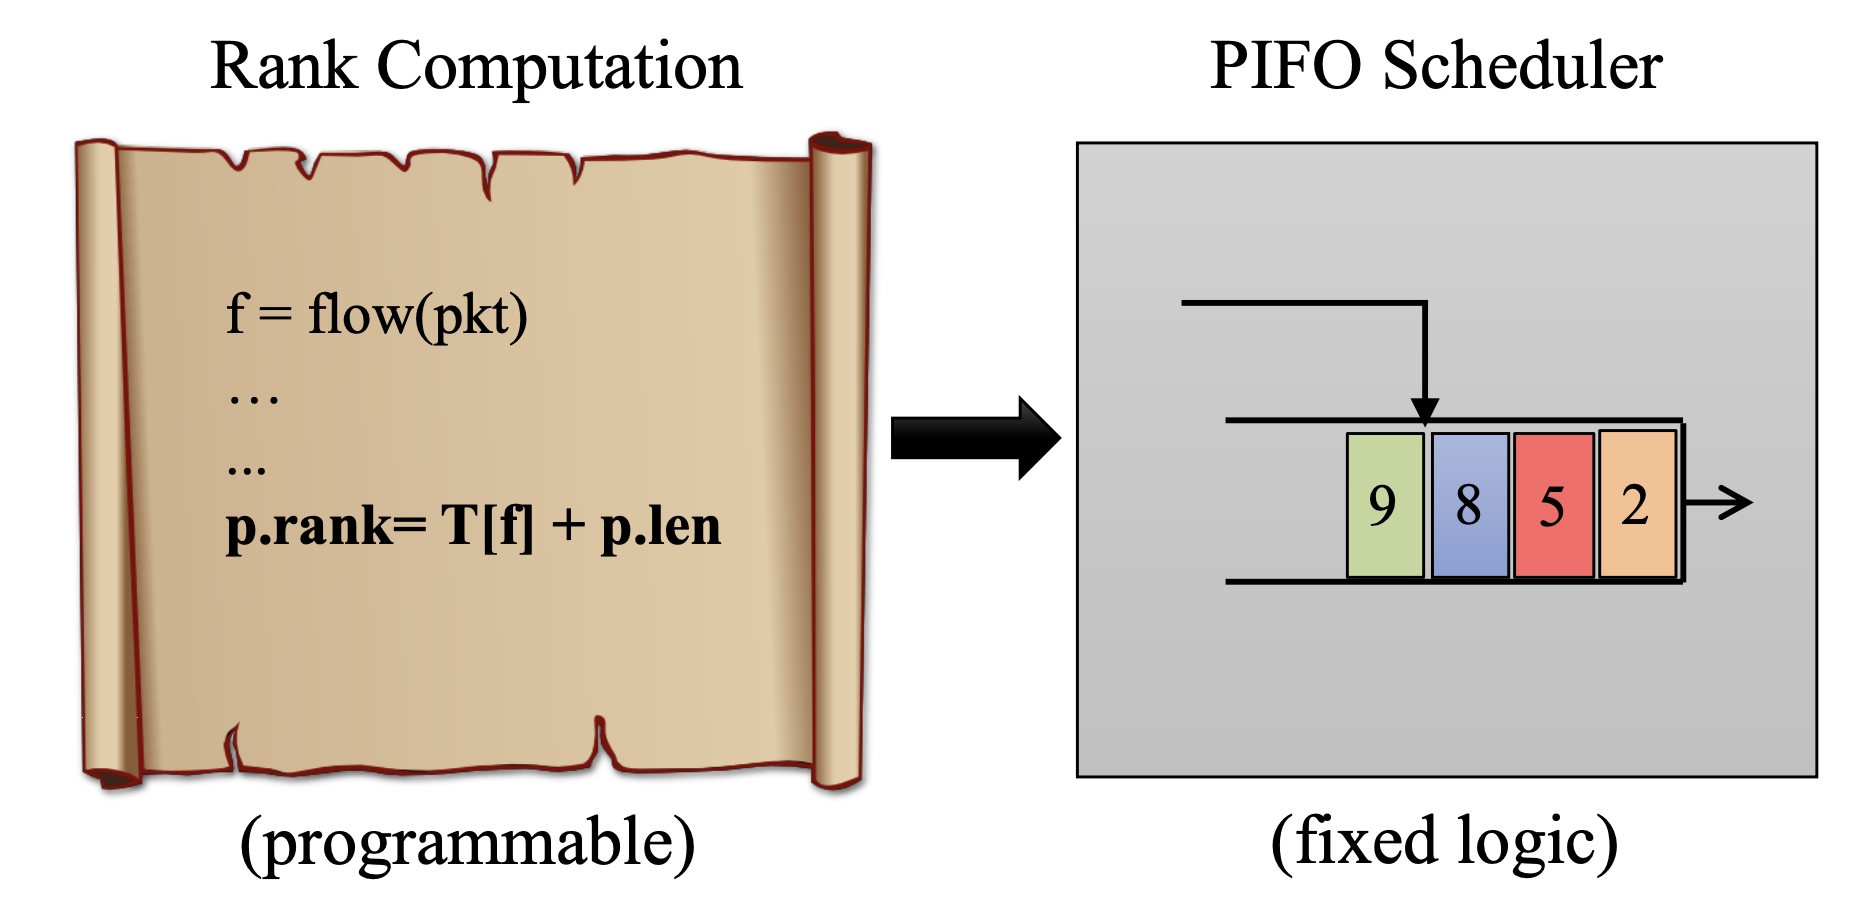 Rank Computation
f = flow(pkt)
…
...
p.rank= T[f] + p.len
(programmable)
PIFO Scheduler
9 8 5 2
(fixed logic)